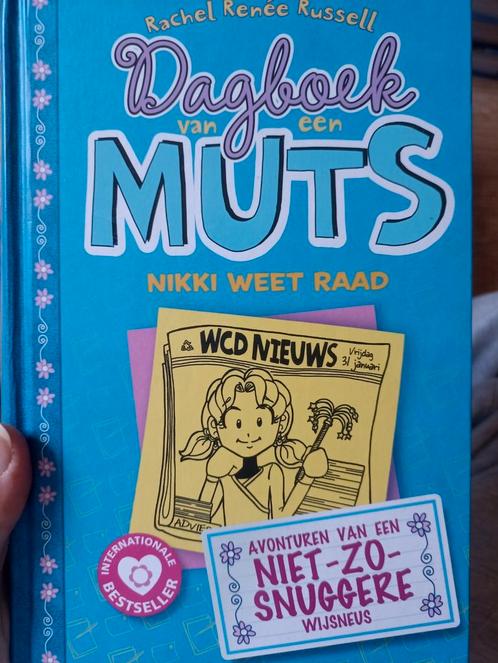 Rachel Renée Russell
Dagboek
van een
MUTS
NIKKI WEET RAAD
WCD NIEUWS
Vrijdag
31 januari
ADVIES
INTERNATIONALE
BESTSELLER
AVONTUREN VAN EEN
NIET-ZO-
SNUGGERE
WIJSNEUS